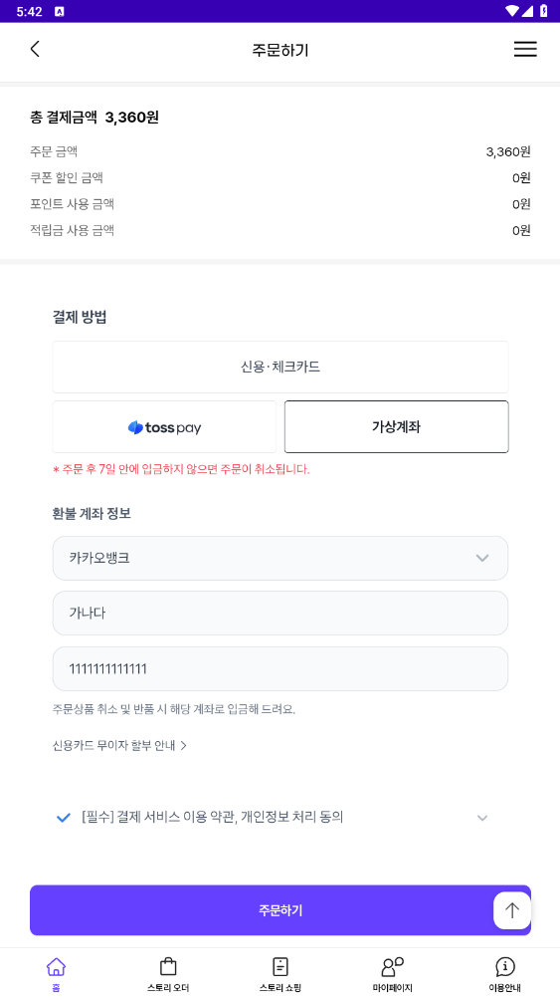 5:42
주문하기
총 결제금액 3,360원
주문 금액 3,360원
쿠폰 할인 금액 0원
포인트 사용 금액 0원
적립금 사용 금액 0원
결제 방법
신용·체크카드
toss pay 가상계좌
* 주문 후 7일 안에 입금하지 않으면 주문이 취소됩니다.
환불 계좌 정보
카카오뱅크
가나다
1111111111111
주문상품 취소 및 반품 시 해당 계좌로 입금해 드려요.
신용카드 무이자 할부 안내 >
[필수] 결제 서비스 이용 약관, 개인정보 처리 동의
주문하기
홈 스토리 오더 스토리 쇼핑 마이페이지 이용안내